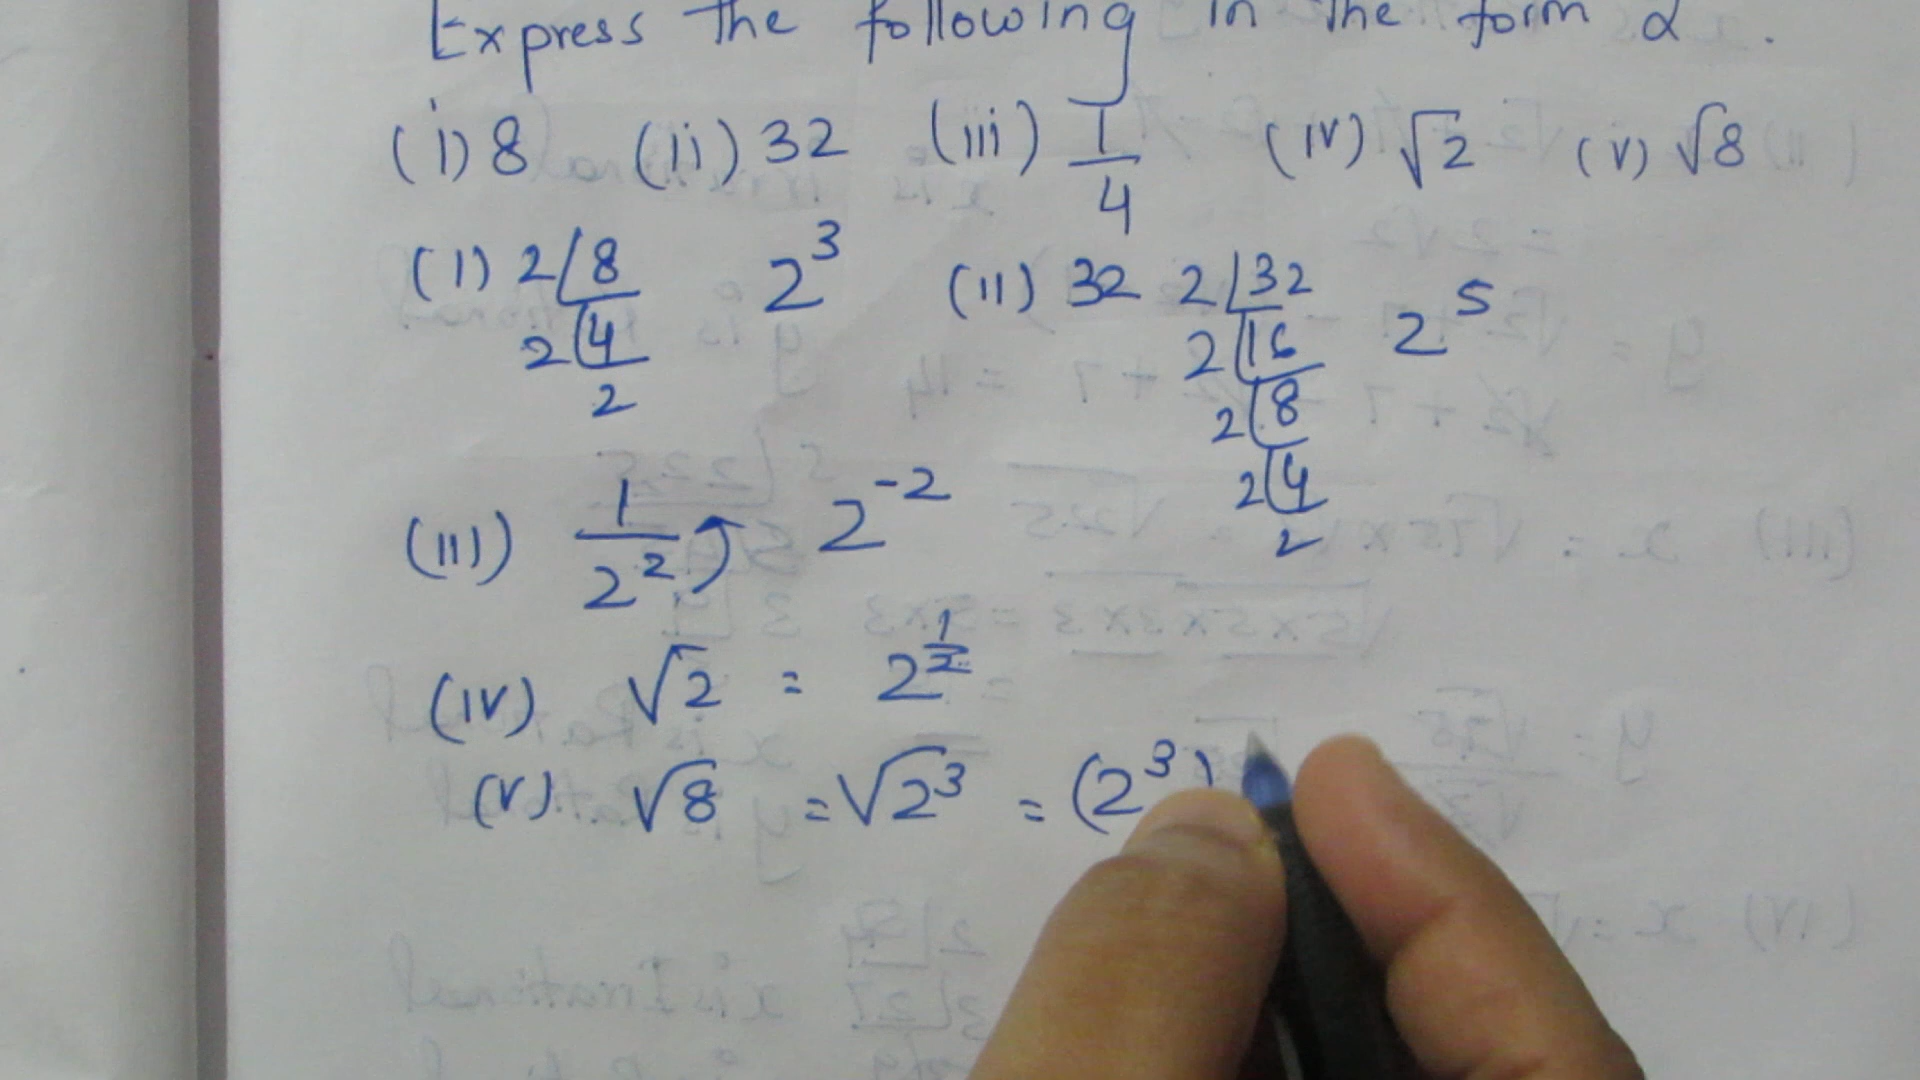 Express the following in the form 2 .
(i) 8 (ii) 32 (iii) 1/4 (iv) √2 (v) √8
(i) 2 | 8 2³ (ii) 32 2 | 32 2⁵
2 | 4 2 | 16
2 2 | 8
2 | 4
2
(iii) 1/2² 2⁻²
(iv) √2 = 2^(1/2)
(v) √8 = √2³ = (2³)